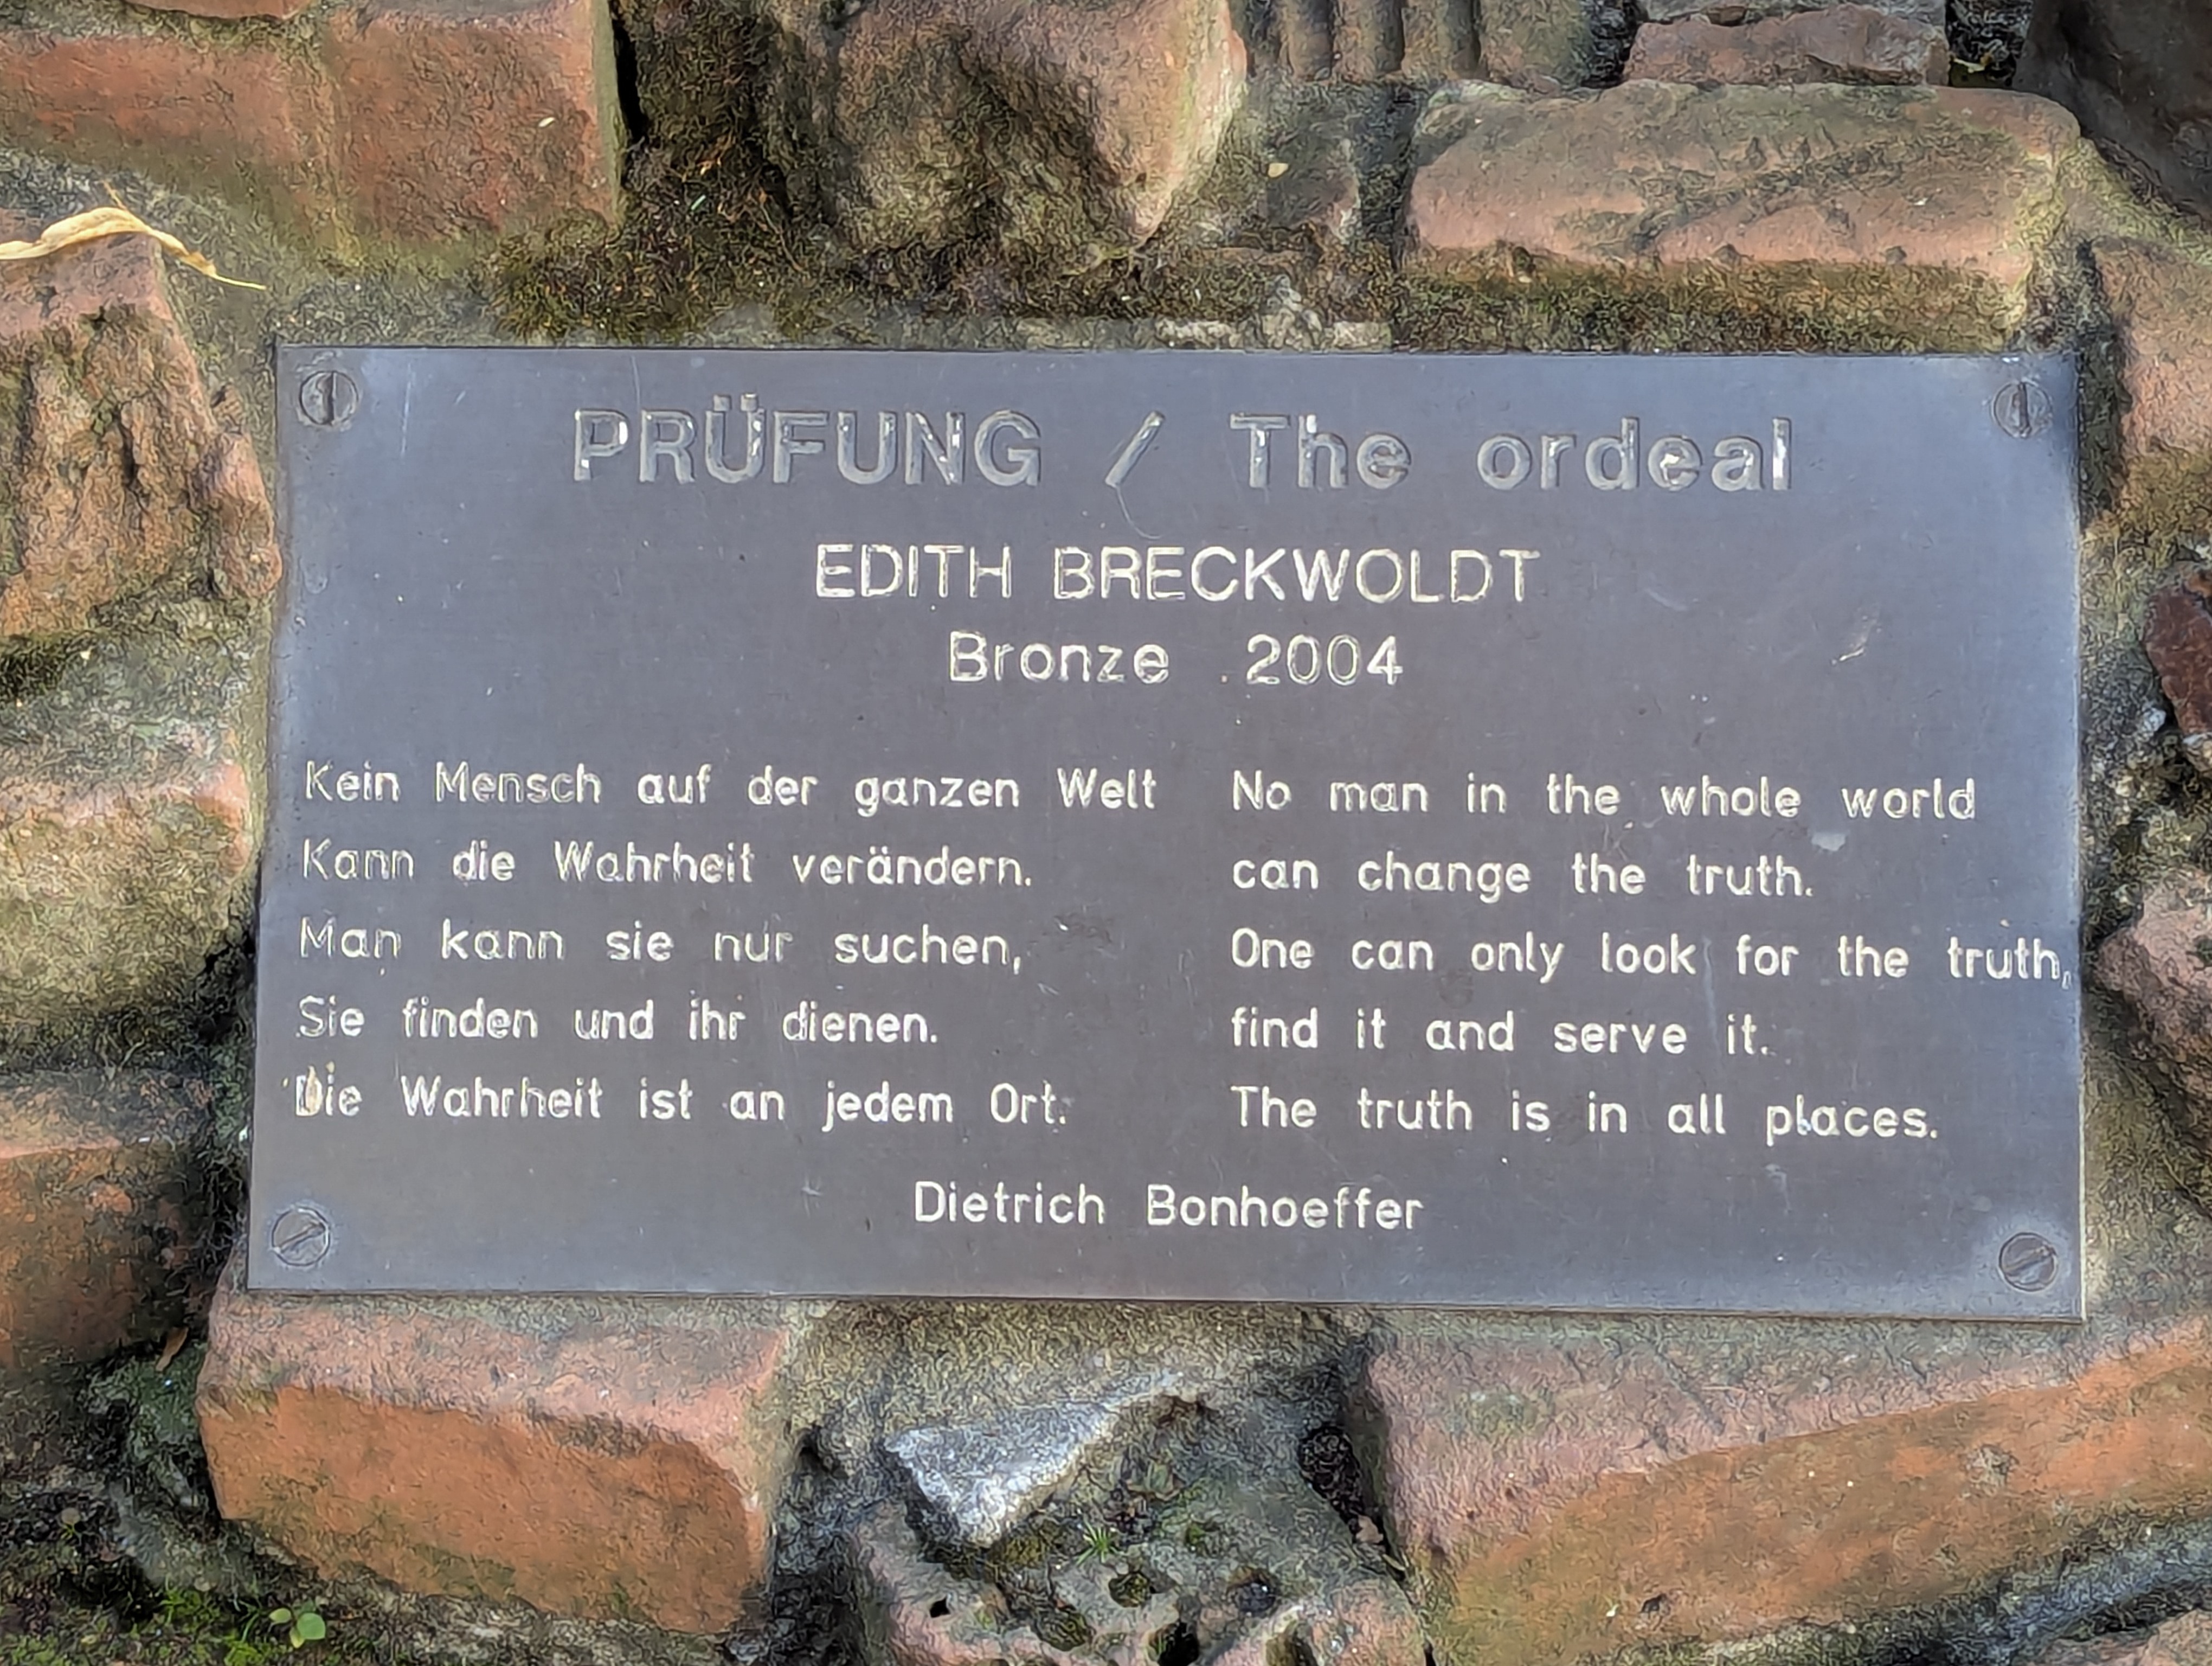 PRÜFUNG / The ordeal
EDITH BRECKWOLDT
Bronze 2004
Kein Mensch auf der ganzen Welt
Kann die Wahrheit verändern.
Man kann sie nur suchen,
Sie finden und ihr dienen.
Die Wahrheit ist an jedem Ort.
No man in the whole world
can change the truth.
One can only look for the truth,
find it and serve it.
The truth is in all places.
Dietrich Bonhoeffer